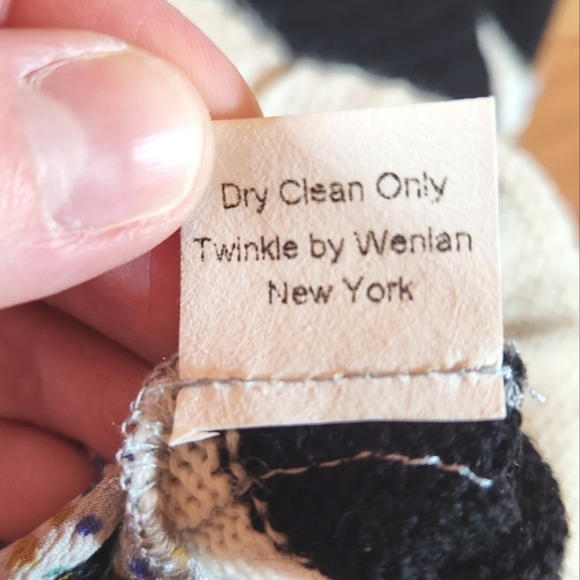 Dry Clean Only
Twinkle by Wenlan
New York